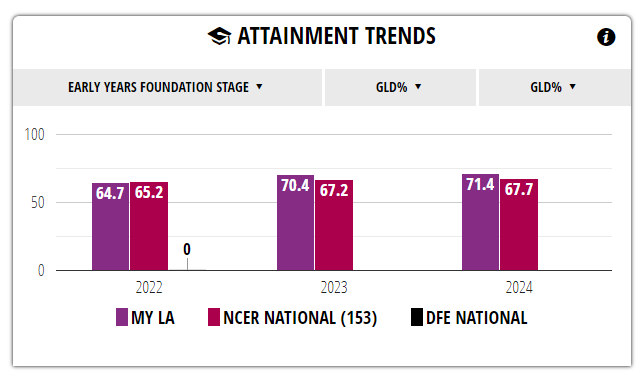 ATTAINMENT TRENDS
EARLY YEARS FOUNDATION STAGE GLD% GLD%
100
50
0
64.7 65.2 0 70.4 67.2 71.4 67.7
2022 2023 2024
MY LA NCER NATIONAL (153) DFE NATIONAL